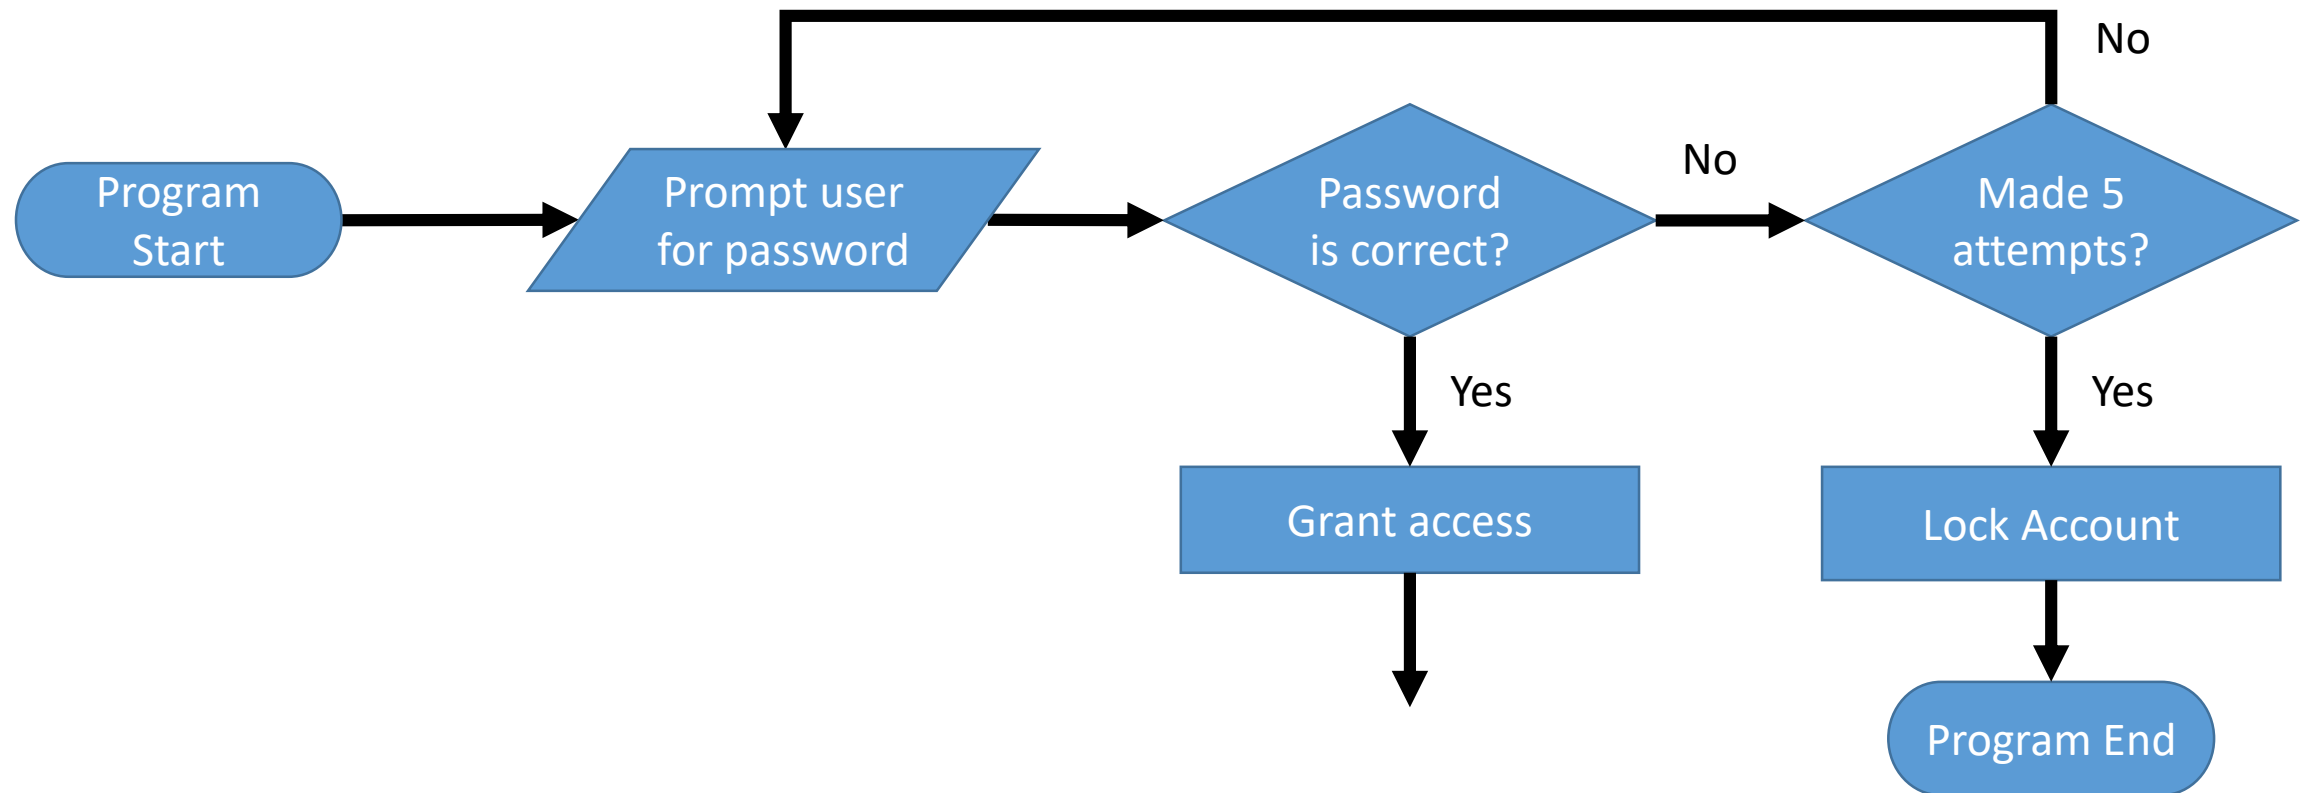 No
Program
Start
Prompt user
for password
Password
is correct?
No
Made 5
attempts?
Yes
Yes
Grant access
Lock Account
Program End